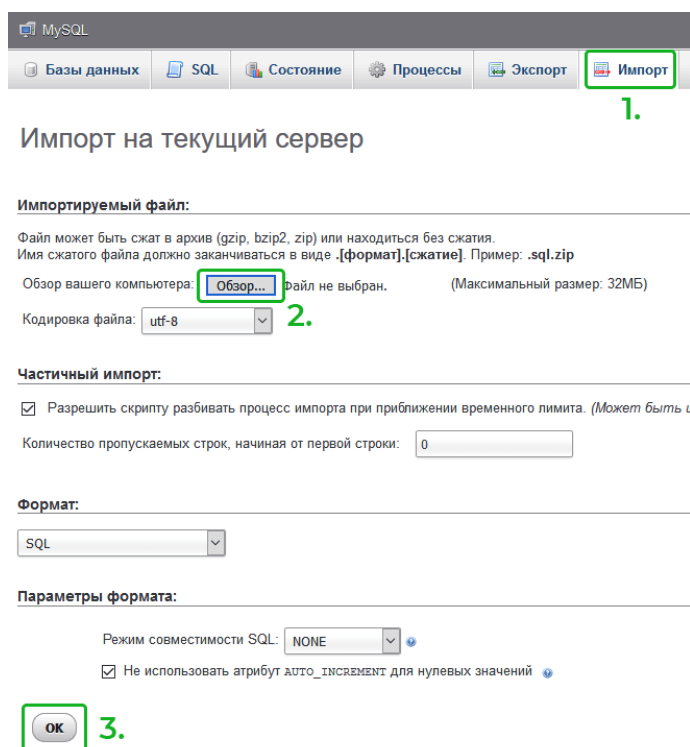 MySQL
Базы данных SQL Состояние Процессы Экспорт Импорт
1.
Импорт на текущий сервер
Импортируемый файл:
Файл может быть сжат в архив (gzip, bzip2, zip) или находиться без сжатия.
Имя сжатого файла должно заканчиваться в виде .[формат].[сжатие]. Пример: .sql.zip
Обзор вашего компьютера: Обзор... Файл не выбран. (Максимальный размер: 32МБ)
Кодировка файла: utf-8 2.
Частичный импорт:
Разрешить скрипту разбивать процесс импорта при приближении временного лимита. (Может быть
Количество пропускаемых строк, начиная от первой строки: 0
Формат:
SQL
Параметры формата:
Режим совместимости SQL: NONE
Не использовать атрибут AUTO_INCREMENT для нулевых значений
ОК 3.